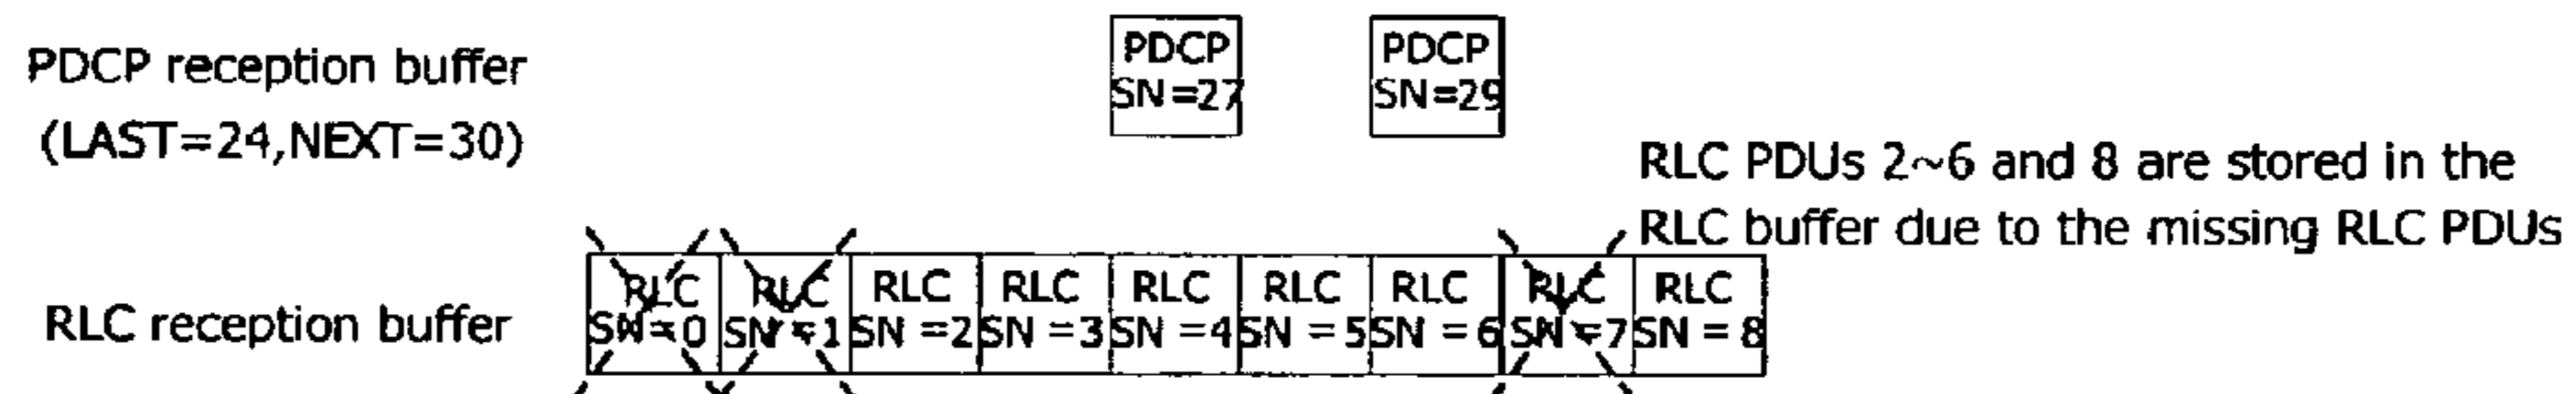 PDCP reception buffer
(LAST=24,NEXT=30)
PDCP
SN=27
PDCP
SN=29
RLC PDUs 2~6 and 8 are stored in the
RLC buffer due to the missing RLC PDUs
RLC reception buffer
RLC
SN=0
RLC
SN=1
RLC
SN =2
RLC
SN =3
RLC
SN =4
RLC
SN =5
RLC
SN =6
RLC
SN =7
RLC
SN = 8